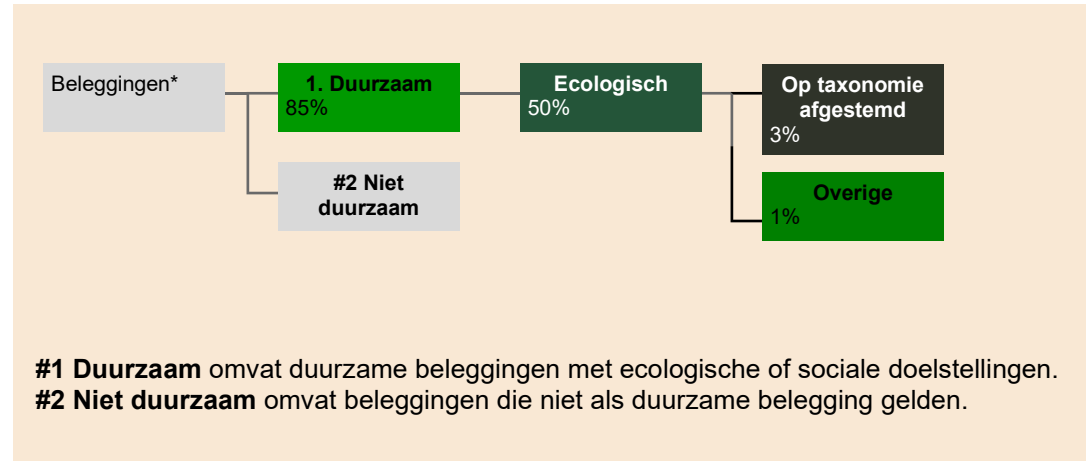 Beleggingen*
1. Duurzaam
85%
Ecologisch
50%
Op taxonomie
afgestemd
3%
#2 Niet
duurzaam
Overige
1%
#1 Duurzaam omvat duurzame beleggingen met ecologische of sociale doelstellingen.
#2 Niet duurzaam omvat beleggingen die niet als duurzame belegging gelden.